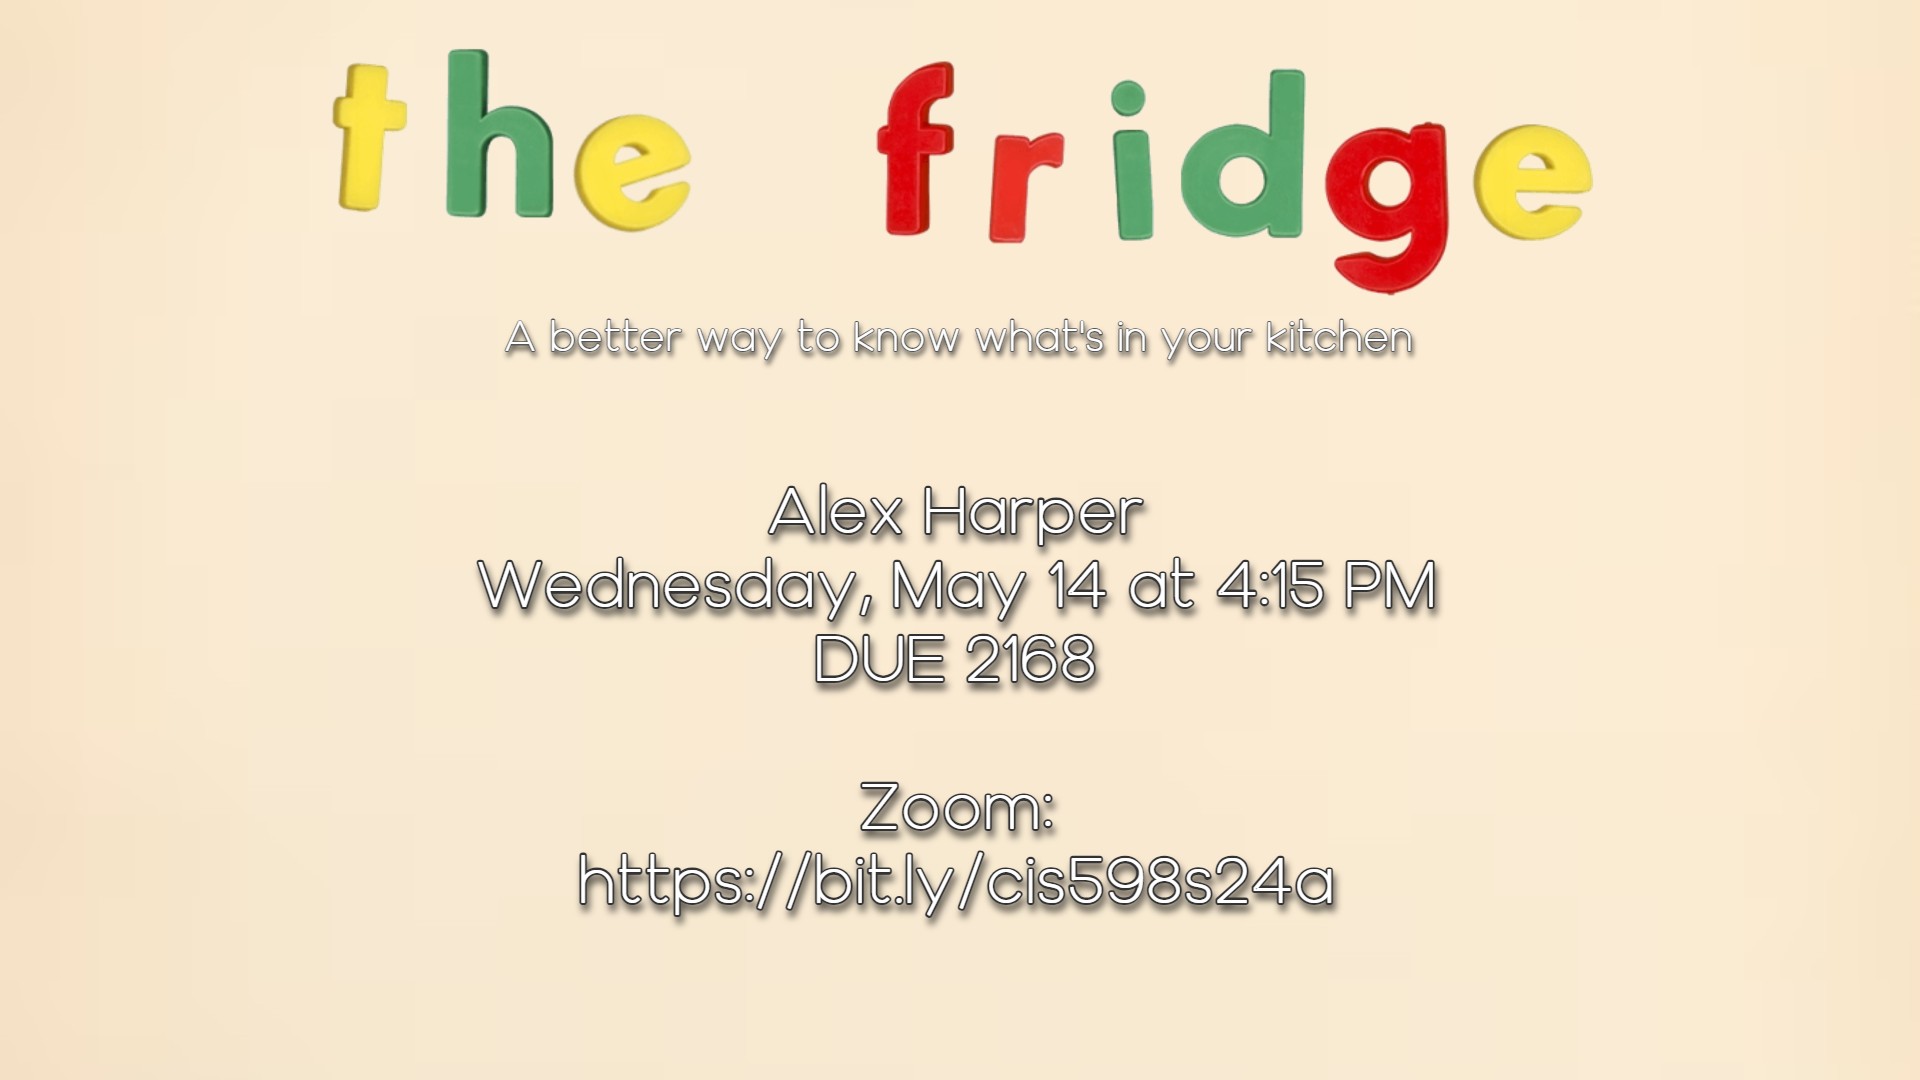 the fridge
A better way to know what's in your kitchen
Alex Harper
Wednesday, May 14 at 4:15 PM
DUE 2168
Zoom:
https://bit.ly/cis598s24a